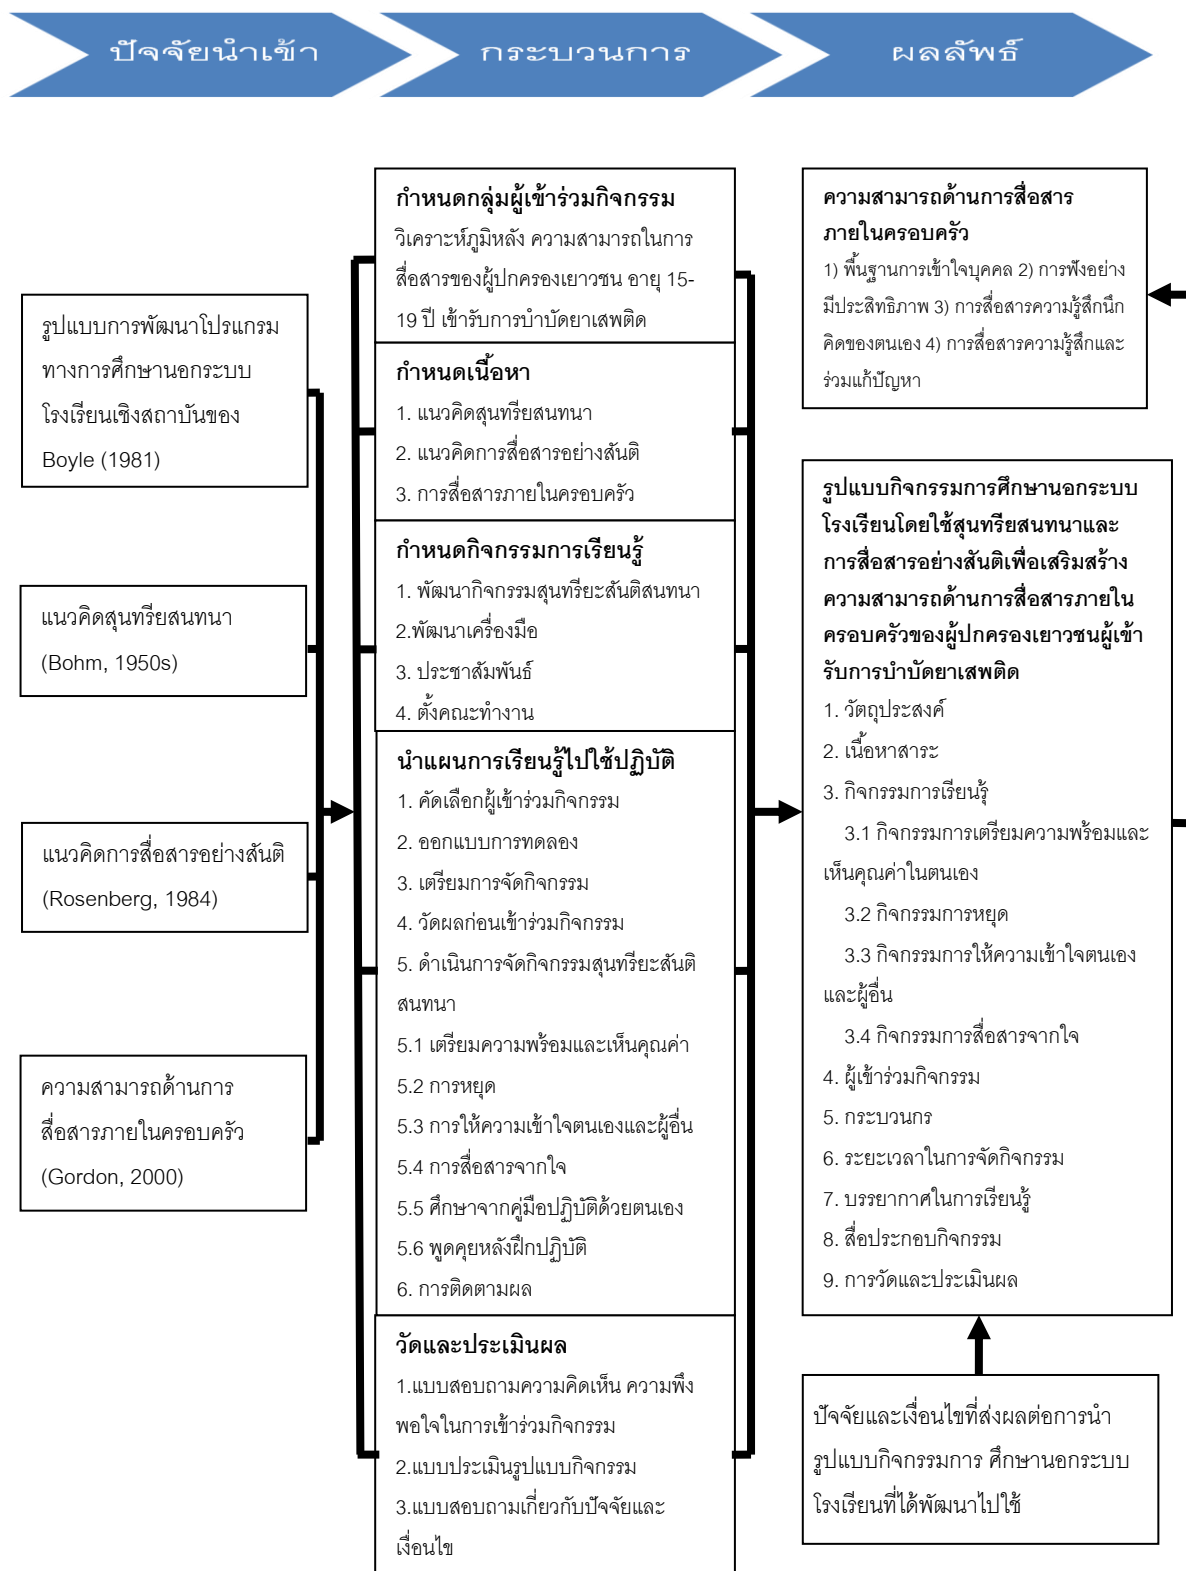 ปัจจัยนำเข้า
กระบวนการ
ผลลัพธ์
รูปแบบการพัฒนาโปรแกรม
ทางการศึกษานอกระบบ
โรงเรียนเชิงสถาบันของ
Boyle (1981)
แนวคิดสุนทรียสนทนา
(Bohm, 1950s)
แนวคิดการสื่อสารอย่างสันติ
(Rosenberg, 1984)
ความสามารถด้านการ
สื่อสารภายในครอบครัว
(Gordon, 2000)
กำหนดกลุ่มผู้เข้าร่วมกิจกรรม
วิเคราะห์ภูมิหลัง ความสามารถในการ
สื่อสารของผู้ปกครองเยาวชน อายุ 15-
19 ปี เข้ารับการบำบัดยาเสพติด
กำหนดเนื้อหา
1. แนวคิดสุนทรียสนทนา
2. แนวคิดการสื่อสารอย่างสันติ
3. การสื่อสารภายในครอบครัว
กำหนดกิจกรรมการเรียนรู้
1. พัฒนากิจกรรมสุนทรียะสันติสนทนา
2.พัฒนาเครื่องมือ
3. ประชาสัมพันธ์
4. ตั้งคณะทำงาน
นำแผนการเรียนรู้ไปใช้ปฏิบัติ
1. คัดเลือกผู้เข้าร่วมกิจกรรม
2. ออกแบบการทดลอง
3. เตรียมการจัดกิจกรรม
4. วัดผลก่อนเข้าร่วมกิจกรรม
5. ดำเนินการจัดกิจกรรมสุนทรียะสันติ
สนทนา
5.1 เตรียมความพร้อมและเห็นคุณค่า
5.2 การหยุด
5.3 การให้ความเข้าใจตนเองและผู้อื่น
5.4 การสื่อสารจากใจ
5.5 ศึกษาจากคู่มือปฏิบัติด้วยตนเอง
5.6 พูดคุยหลังฝึกปฏิบัติ
6. การติดตามผล
วัดและประเมินผล
1.แบบสอบถามความคิดเห็น ความพึง
พอใจในการเข้าร่วมกิจกรรม
2.แบบประเมินรูปแบบกิจกรรม
3.แบบสอบถามเกี่ยวกับปัจจัยและ
เงื่อนไข
ความสามารถด้านการสื่อสาร
ภายในครอบครัว
1) พื้นฐานการเข้าใจบุคคล 2) การฟังอย่าง
มีประสิทธิภาพ 3) การสื่อสารความรู้สึกนึก
คิดของตนเอง 4) การสื่อสารความรู้สึกและ
ร่วมแก้ปัญหา
รูปแบบกิจกรรมการศึกษานอกระบบ
โรงเรียนโดยใช้สุนทรียสนทนาและ
การสื่อสารอย่างสันติเพื่อเสริมสร้าง
ความสามารถด้านการสื่อสารภายใน
ครอบครัวของผู้ปกครองเยาวชนผู้เข้า
รับการบำบัดยาเสพติด
1. วัตถุประสงค์
2. เนื้อหาสาระ
3. กิจกรรมการเรียนรุ้
3.1 กิจกรรมการเตรียมความพร้อมและ
เห็นคุณค่าในตนเอง
3.2 กิจกรรมการหยุด
3.3 กิจกรรมการให้ความเข้าใจตนเอง
และผู้อื่น
3.4 กิจกรรมการสื่อสารจากใจ
4. ผู้เข้าร่วมกิจกรรม
5. กระบวนกร
6. ระยะเวลาในการจัดกิจกรรม
7. บรรยากาศในการเรียนรู้
8. สื่อประกอบกิจกรรม
9. การวัดและประเมินผล
ปัจจัยและเงื่อนไขที่ส่งผลต่อการนำ
รูปแบบกิจกรรมการ ศึกษานอกระบบ
โรงเรียนที่ได้พัฒนาไปใช้